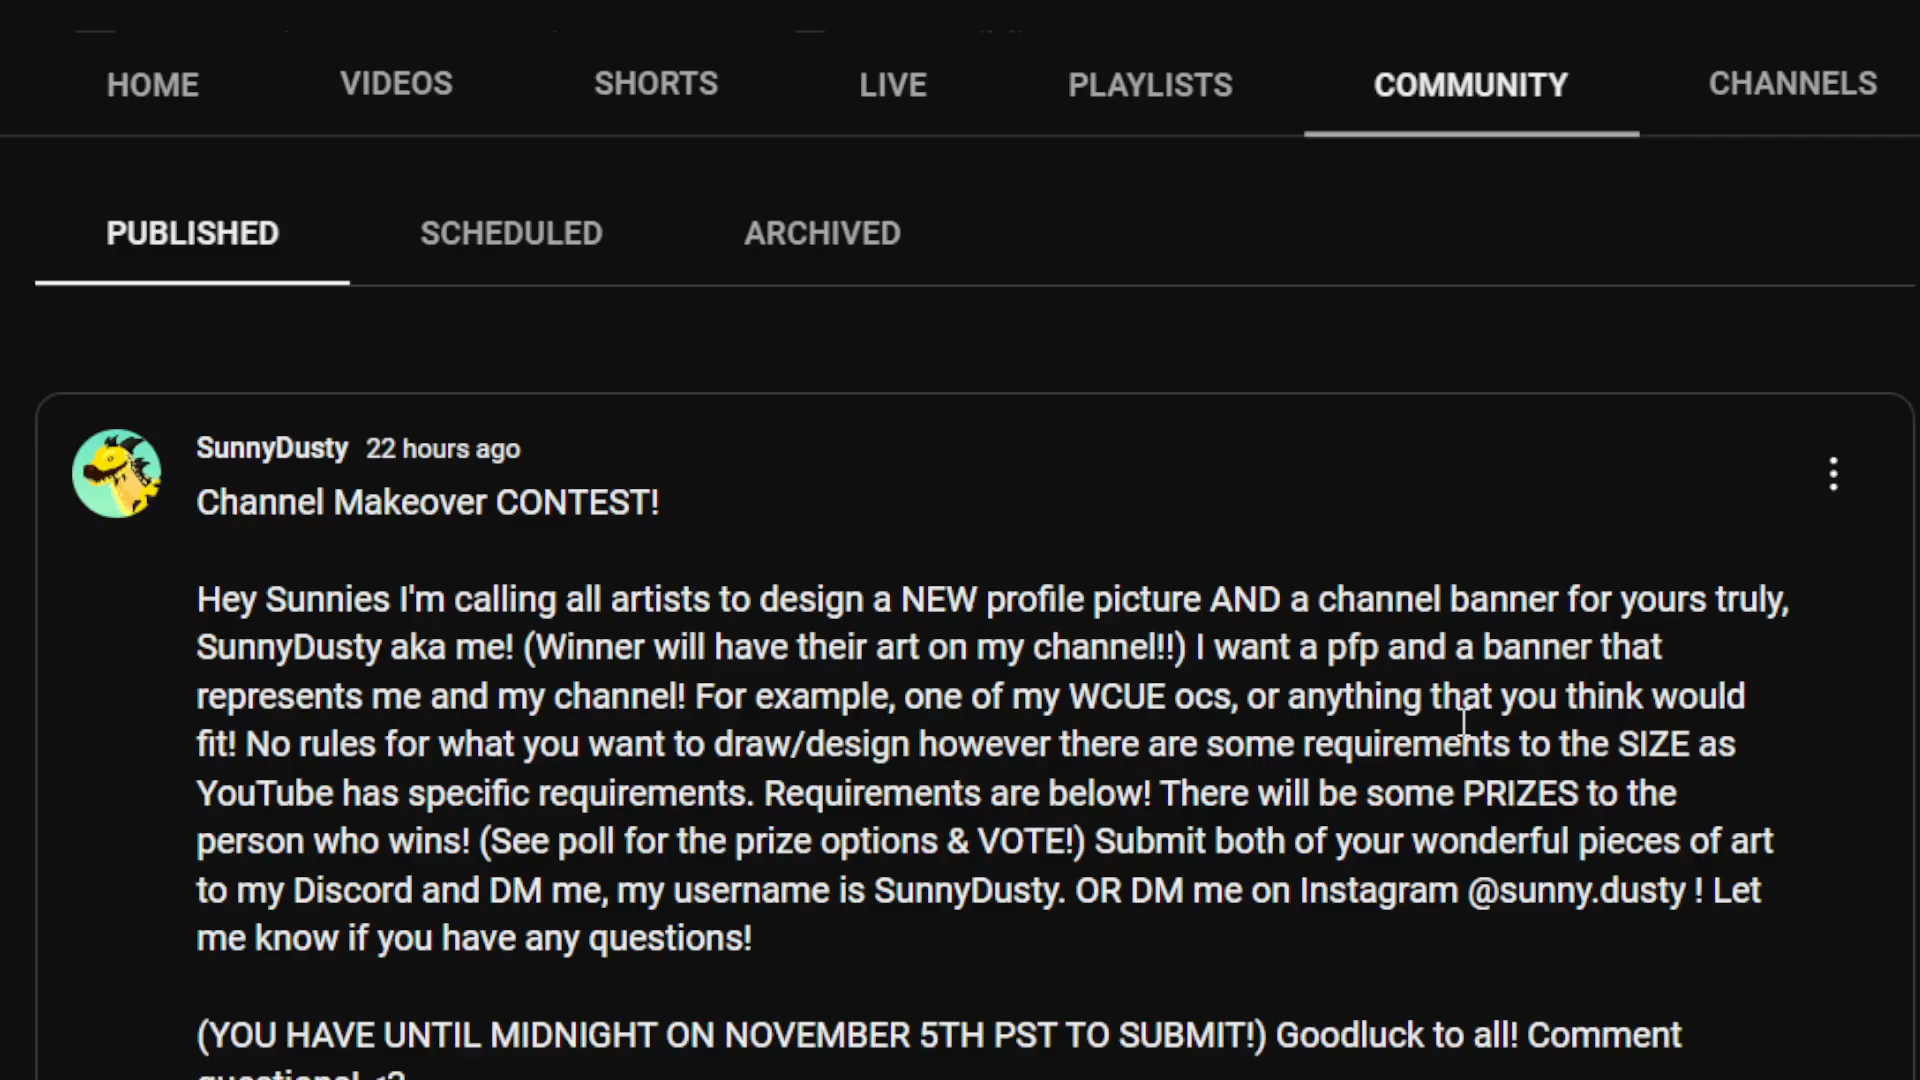 HOME VIDEOS SHORTS LIVE PLAYLISTS COMMUNITY CHANNELS
PUBLISHED SCHEDULED ARCHIVED
SunnyDusty 22 hours ago
Channel Makeover CONTEST!
Hey Sunnies I'm calling all artists to design a NEW profile picture AND a channel banner for yours truly,
SunnyDusty aka me! (Winner will have their art on my channel!!) I want a pfp and a banner that
represents me and my channel! For example, one of my WCUE ocs, or anything that you think would
fit! No rules for what you want to draw/design however there are some requirements to the SIZE as
YouTube has specific requirements. Requirements are below! There will be some PRIZES to the
person who wins! (See poll for the prize options & VOTE!) Submit both of your wonderful pieces of art
to my Discord and DM me, my username is SunnyDusty. OR DM me on Instagram @sunny.dusty ! Let
me know if you have any questions!
(YOU HAVE UNTIL MIDNIGHT ON NOVEMBER 5TH PST TO SUBMIT!) Goodluck to all! Comment
questions! <3